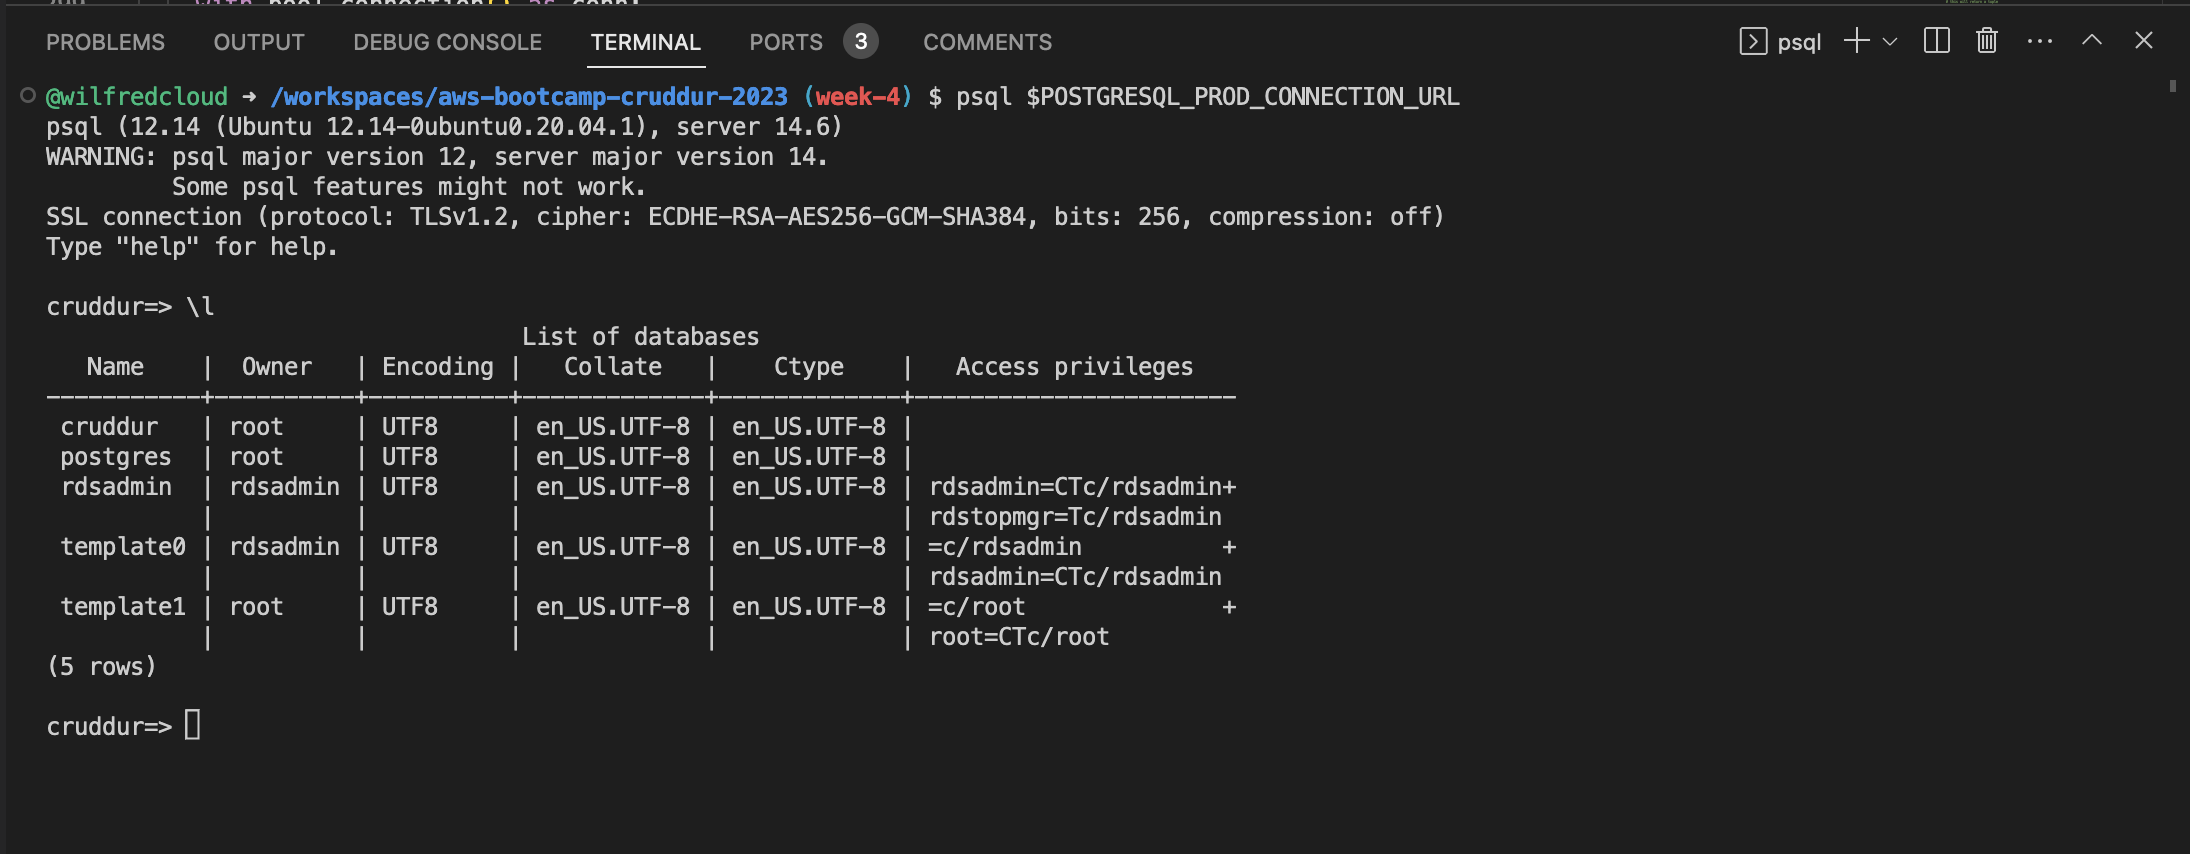 with pool.connection() as conn:
PROBLEMS OUTPUT DEBUG CONSOLE TERMINAL PORTS 3 COMMENTS psql
@wilfredcloud ➜ /workspaces/aws-bootcamp-cruddur-2023 (week-4) $ psql $POSTGRESQL_PROD_CONNECTION_URL
psql (12.14 (Ubuntu 12.14-0ubuntu0.20.04.1), server 14.6)
WARNING: psql major version 12, server major version 14.
         Some psql features might not work.
SSL connection (protocol: TLSv1.2, cipher: ECDHE-RSA-AES256-GCM-SHA384, bits: 256, compression: off)
Type "help" for help.
cruddur=> \l
                                  List of databases
   Name    |  Owner   | Encoding |   Collate   |    Ctype    |   Access privileges
-----------+----------+----------+-------------+-------------+-----------------------
 cruddur   | root     | UTF8     | en_US.UTF-8 | en_US.UTF-8 |
 postgres  | root     | UTF8     | en_US.UTF-8 | en_US.UTF-8 |
 rdsadmin  | rdsadmin | UTF8     | en_US.UTF-8 | en_US.UTF-8 | rdsadmin=CTc/rdsadmin+
           |          |          |             |             | rdstopmgr=Tc/rdsadmin
 template0 | rdsadmin | UTF8     | en_US.UTF-8 | en_US.UTF-8 | =c/rdsadmin          +
           |          |          |             |             | rdsadmin=CTc/rdsadmin
 template1 | root     | UTF8     | en_US.UTF-8 | en_US.UTF-8 | =c/root              +
           |          |          |             |             | root=CTc/root
(5 rows)
cruddur=>